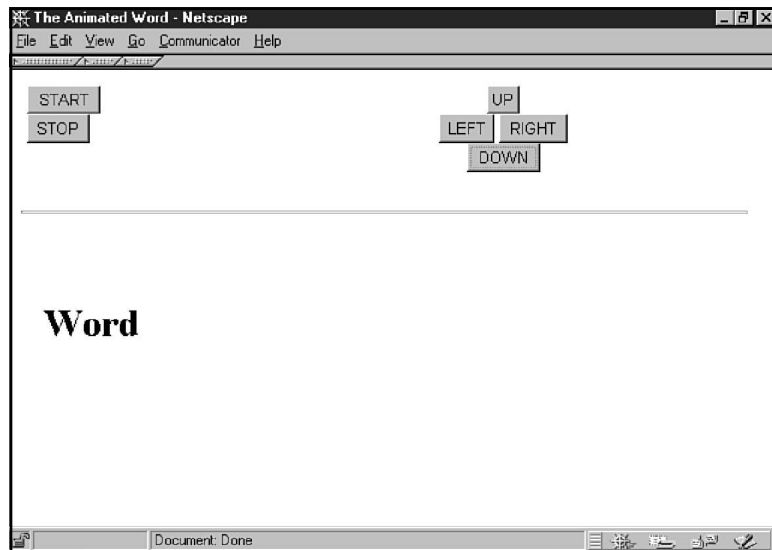 The Animated Word - Netscape
File Edit View Go Communicator Help
START
STOP
UP
LEFT RIGHT
DOWN
Word
Document: Done